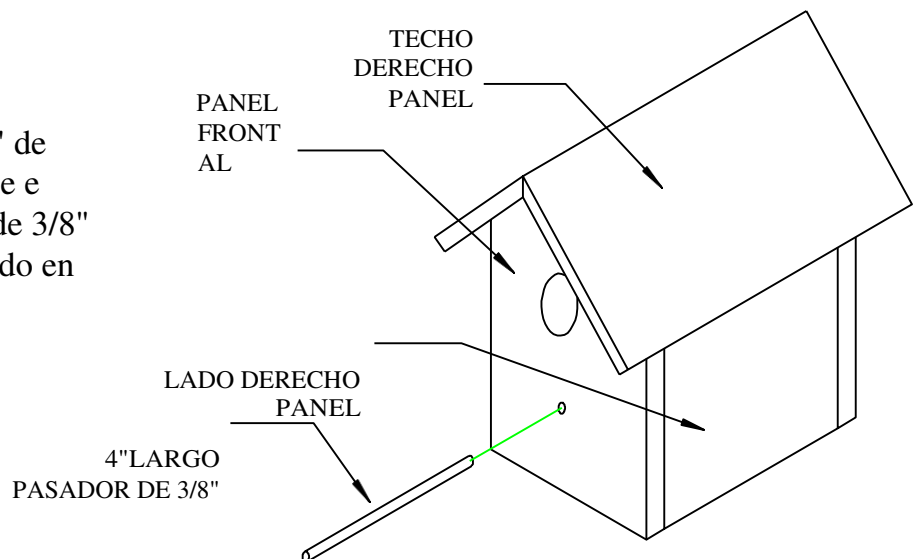 TECHO
DERECHO
PANEL
PANEL
FRONT
AL
" de
e e
de 3/8"
do en
LADO DERECHO
PANEL
4"LARGO
PASADOR DE 3/8"